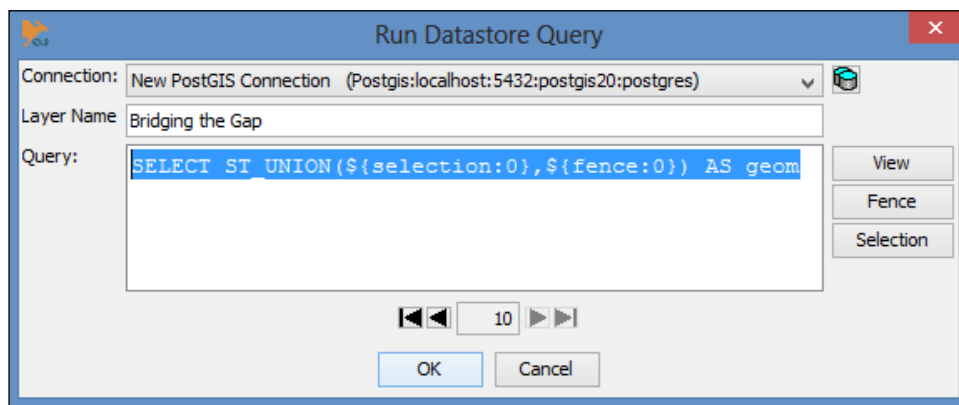 Run Datastore Query
Connection: New PostGIS Connection (Postgis:localhost:5432:postgis20:postgres)
Layer Name Bridging the Gap
Query: SELECT ST_UNION(${selection:0},${fence:0}) AS geom
View
Fence
Selection
10
OK Cancel